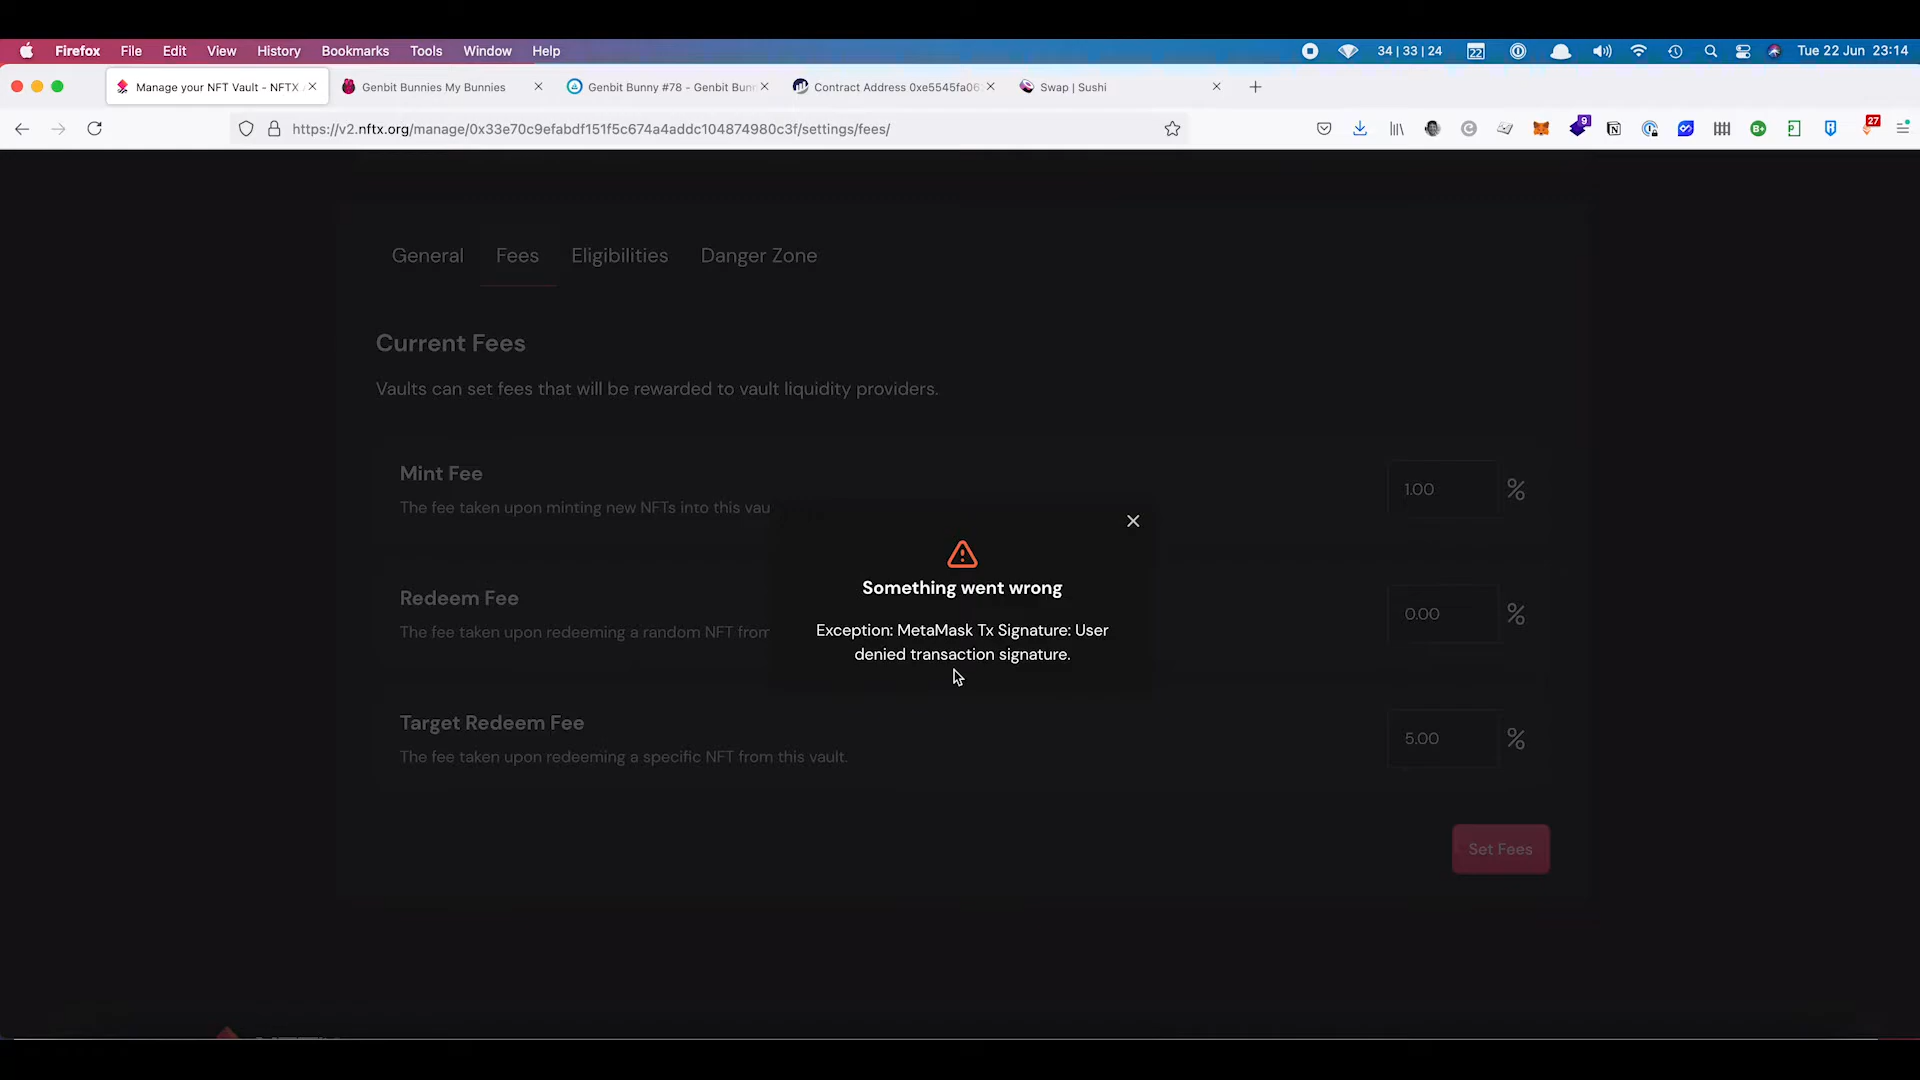 Firefox File Edit View History Bookmarks Tools Window Help 34 | 33 | 24 22 Tue 22 Jun 23:14
Manage your NFT Vault - NFTX Genbit Bunnies My Bunnies Genbit Bunny #78 - Genbit Bun Contract Address 0xe5545fa06 Swap | Sushi
https://v2.nftx.org/manage/0x33e70c9efabdf151f5c674a4addc104874980c3f/settings/fees/ 9 27
General Fees Eligibilities Danger Zone
Current Fees
Vaults can set fees that will be rewarded to vault liquidity providers.
Mint Fee
The fee taken upon minting new NFTs into this vau
1.00 %
Something went wrong
Exception: MetaMask Tx Signature: User
denied transaction signature.
Redeem Fee
The fee taken upon redeeming a random NFT from
0.00 %
Target Redeem Fee
The fee taken upon redeeming a specific NFT from this vault.
5.00 %
Set Fees